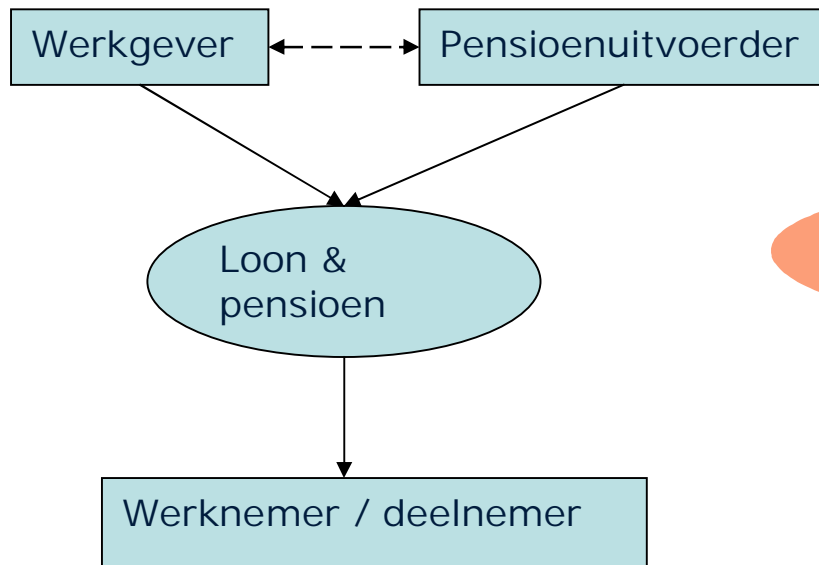 Werkgever
Pensioenuitvoerder
Loon &
pensioen
Werknemer / deelnemer